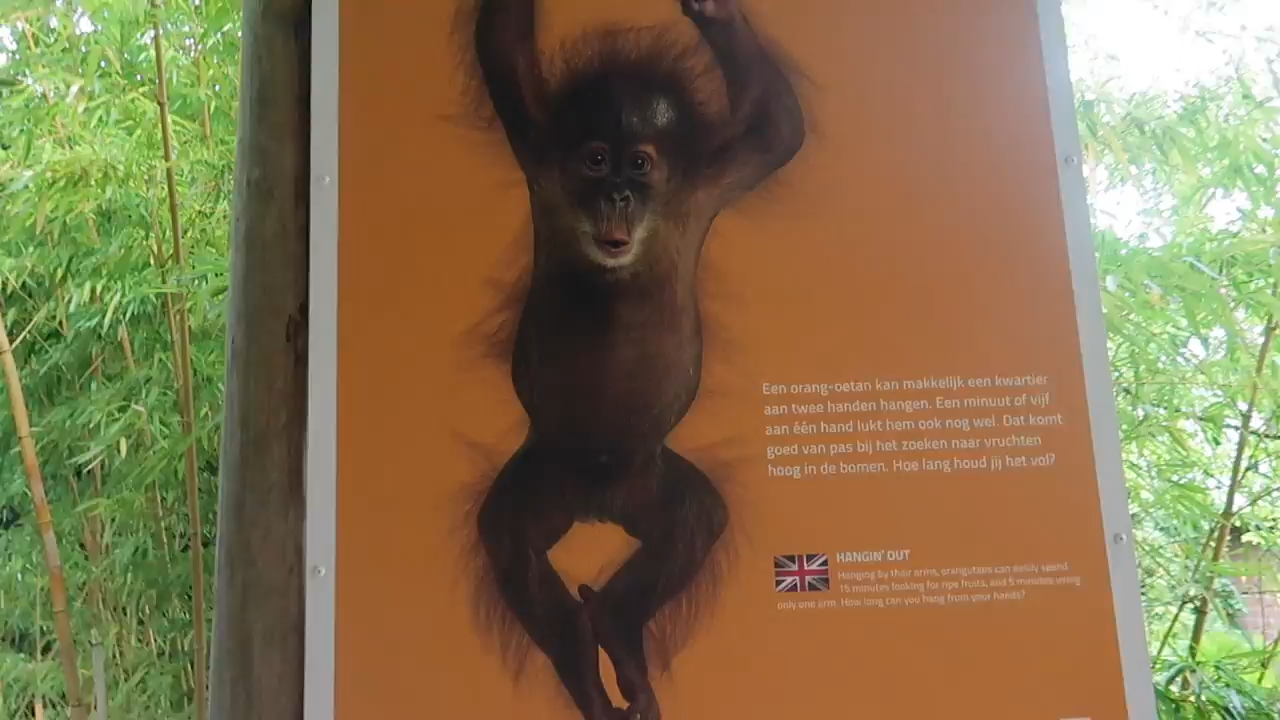 Een orang-oetan kan makkelijk een kwartier
aan twee handen hangen. Een minuut of vijf
aan één hand lukt hem ook nog wel. Dat komt
goed van pas bij het zoeken naar vruchten
hoog in de bomen. Hoe lang houd jij het vol?
HANGIN' OUT
Hanging by their arms, orangutans can easily spend
15 minutes looking for ripe fruits, and 5 minutes using
only one arm. How long can you hang from your hands?